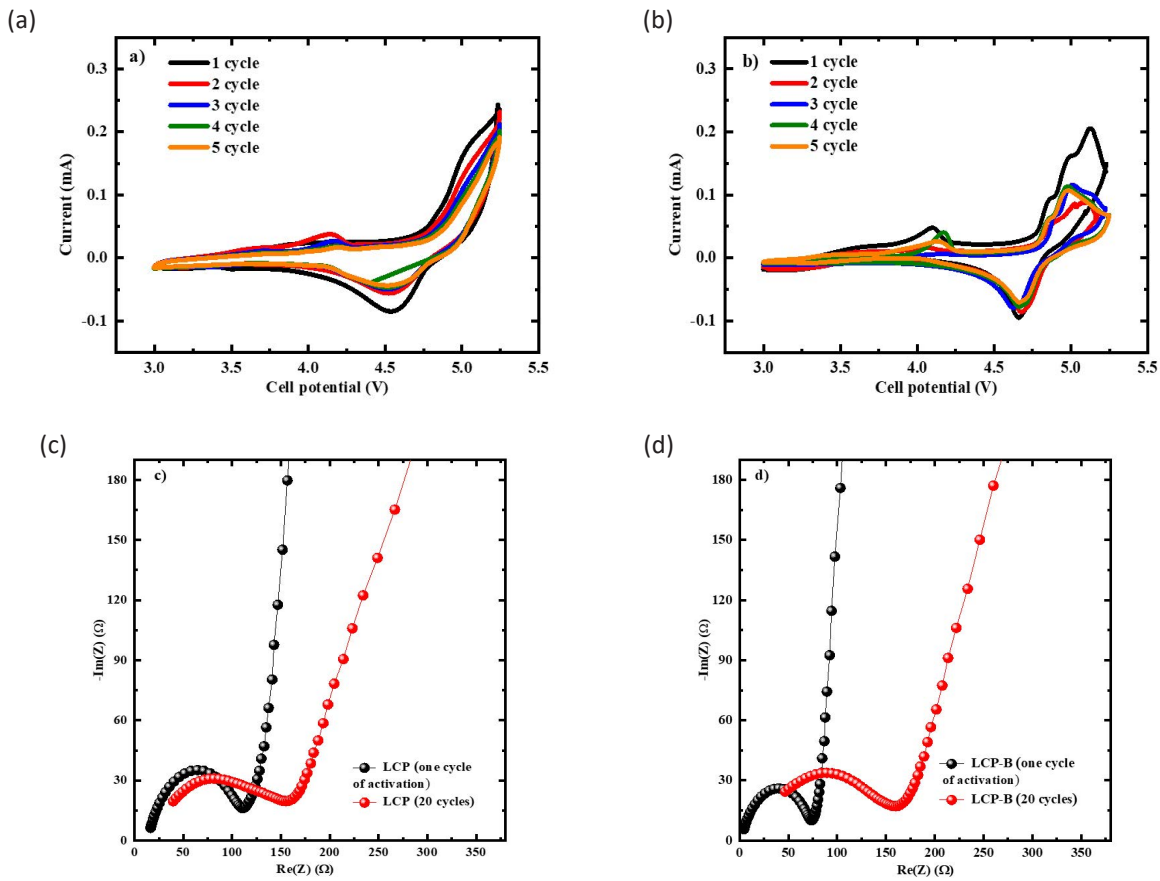 (a)
a)
1 cycle
2 cycle
3 cycle
4 cycle
5 cycle
0.3
0.2
0.1
0.0
-0.1
Current (mA)
3.0 3.5 4.0 4.5 5.0 5.5
Cell potential (V)
(b)
b)
1 cycle
2 cycle
3 cycle
4 cycle
5 cycle
0.3
0.2
0.1
0.0
-0.1
Current (mA)
3.0 3.5 4.0 4.5 5.0 5.5
Cell potential (V)
(c)
c)
180
150
120
90
60
30
0
-Im(Z) (Ω)
LCP (one cycle
of activation)
LCP (20 cycles)
0 50 100 150 200 250 300 350
Re(Z) (Ω)
(d)
d)
180
150
120
90
60
30
0
-Im(Z) (Ω)
LCP-B (one cycle
of activation)
LCP-B (20 cycles)
0 50 100 150 200 250 300 350
Re(Z) (Ω)